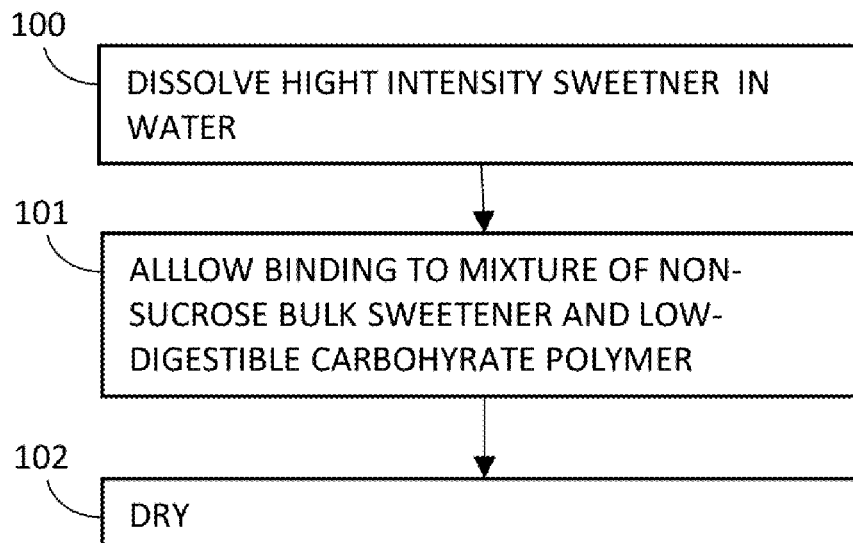 100
DISSOLVE HIGHT INTENSITY SWEETNER IN
WATER
101
ALLLOW BINDING TO MIXTURE OF NON-
SUCROSE BULK SWEETENER AND LOW-
DIGESTIBLE CARBOHYRATE POLYMER
102
DRY